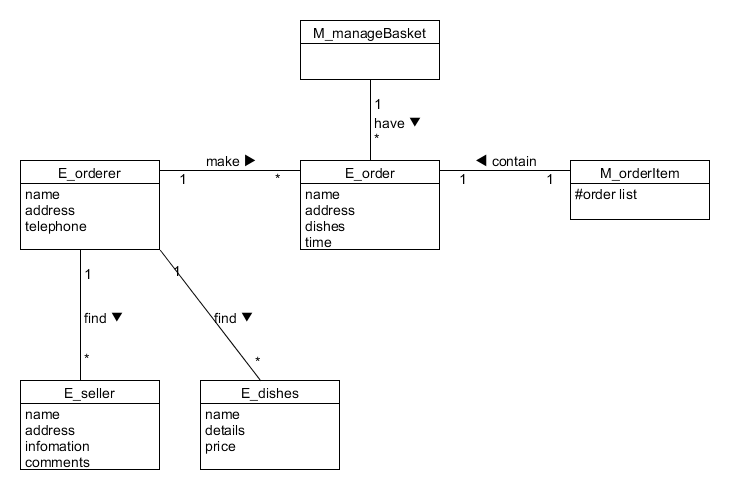 M_manageBasket
1
have ▼
*
make ▶
◀ contain
E_orderer
E_order
M_orderItem
1
*
1
1
name
address
telephone
name
address
dishes
time
#order list
1
1
find ▼
find ▼
*
*
E_seller
E_dishes
name
address
infomation
comments
name
details
price